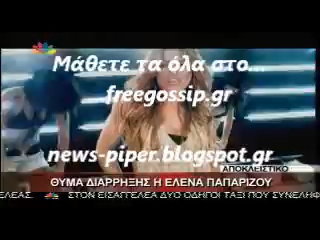 Μάθετε τα όλα στο...
freegossip.gr
news-piper.blogspot.gr
ΑΠΟΚΛΕΙΣΤΙΚΟ
ΘΥΜΑ ΔΙΑΡΡΗΞΗΣ Η ΕΛΕΝΑ ΠΑΠΑΡΙΖΟΥ
ΕΛΕΑΣ. ΣΤΟΝ ΕΙΣΑΓΓΕΛΕΑ ΔΥΟ ΟΔΗΓΟΙ ΤΑΞΙ ΠΟΥ ΣΥΝΕΛΗΦ